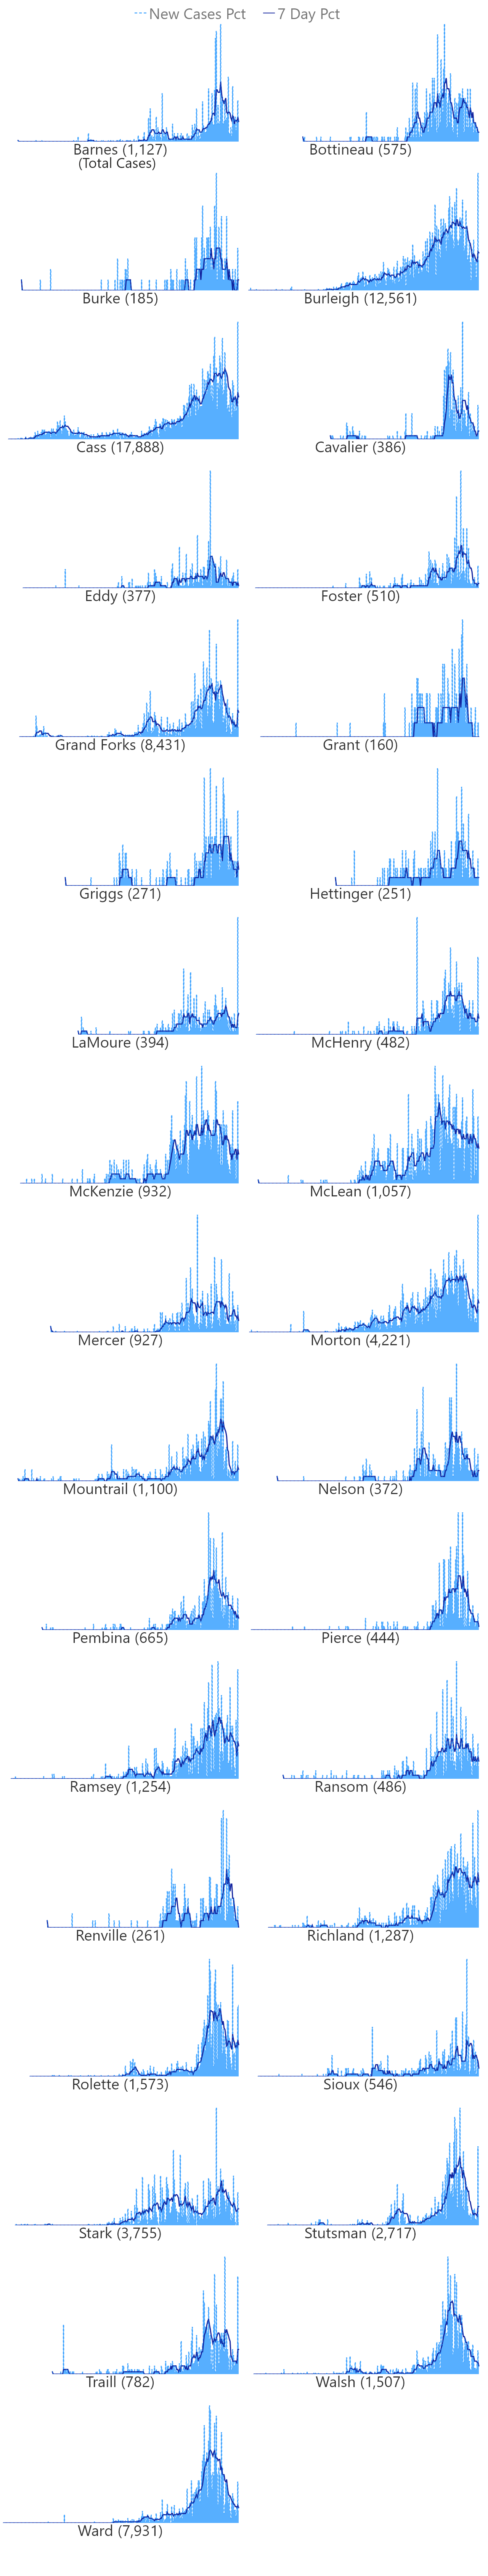 New Cases Pct 7 Day Pct
Barnes (1,127)
(Total Cases)
Bottineau (575)
Burke (185)
Burleigh (12,561)
Cass (17,888)
Cavalier (386)
Eddy (377)
Foster (510)
Grand Forks (8,431)
Grant (160)
Griggs (271)
Hettinger (251)
LaMoure (394)
McHenry (482)
McKenzie (932)
McLean (1,057)
Mercer (927)
Morton (4,221)
Mountrail (1,100)
Nelson (372)
Pembina (665)
Pierce (444)
Ramsey (1,254)
Ransom (486)
Renville (261)
Richland (1,287)
Rolette (1,573)
Sioux (546)
Stark (3,755)
Stutsman (2,717)
Traill (782)
Walsh (1,507)
Ward (7,931)